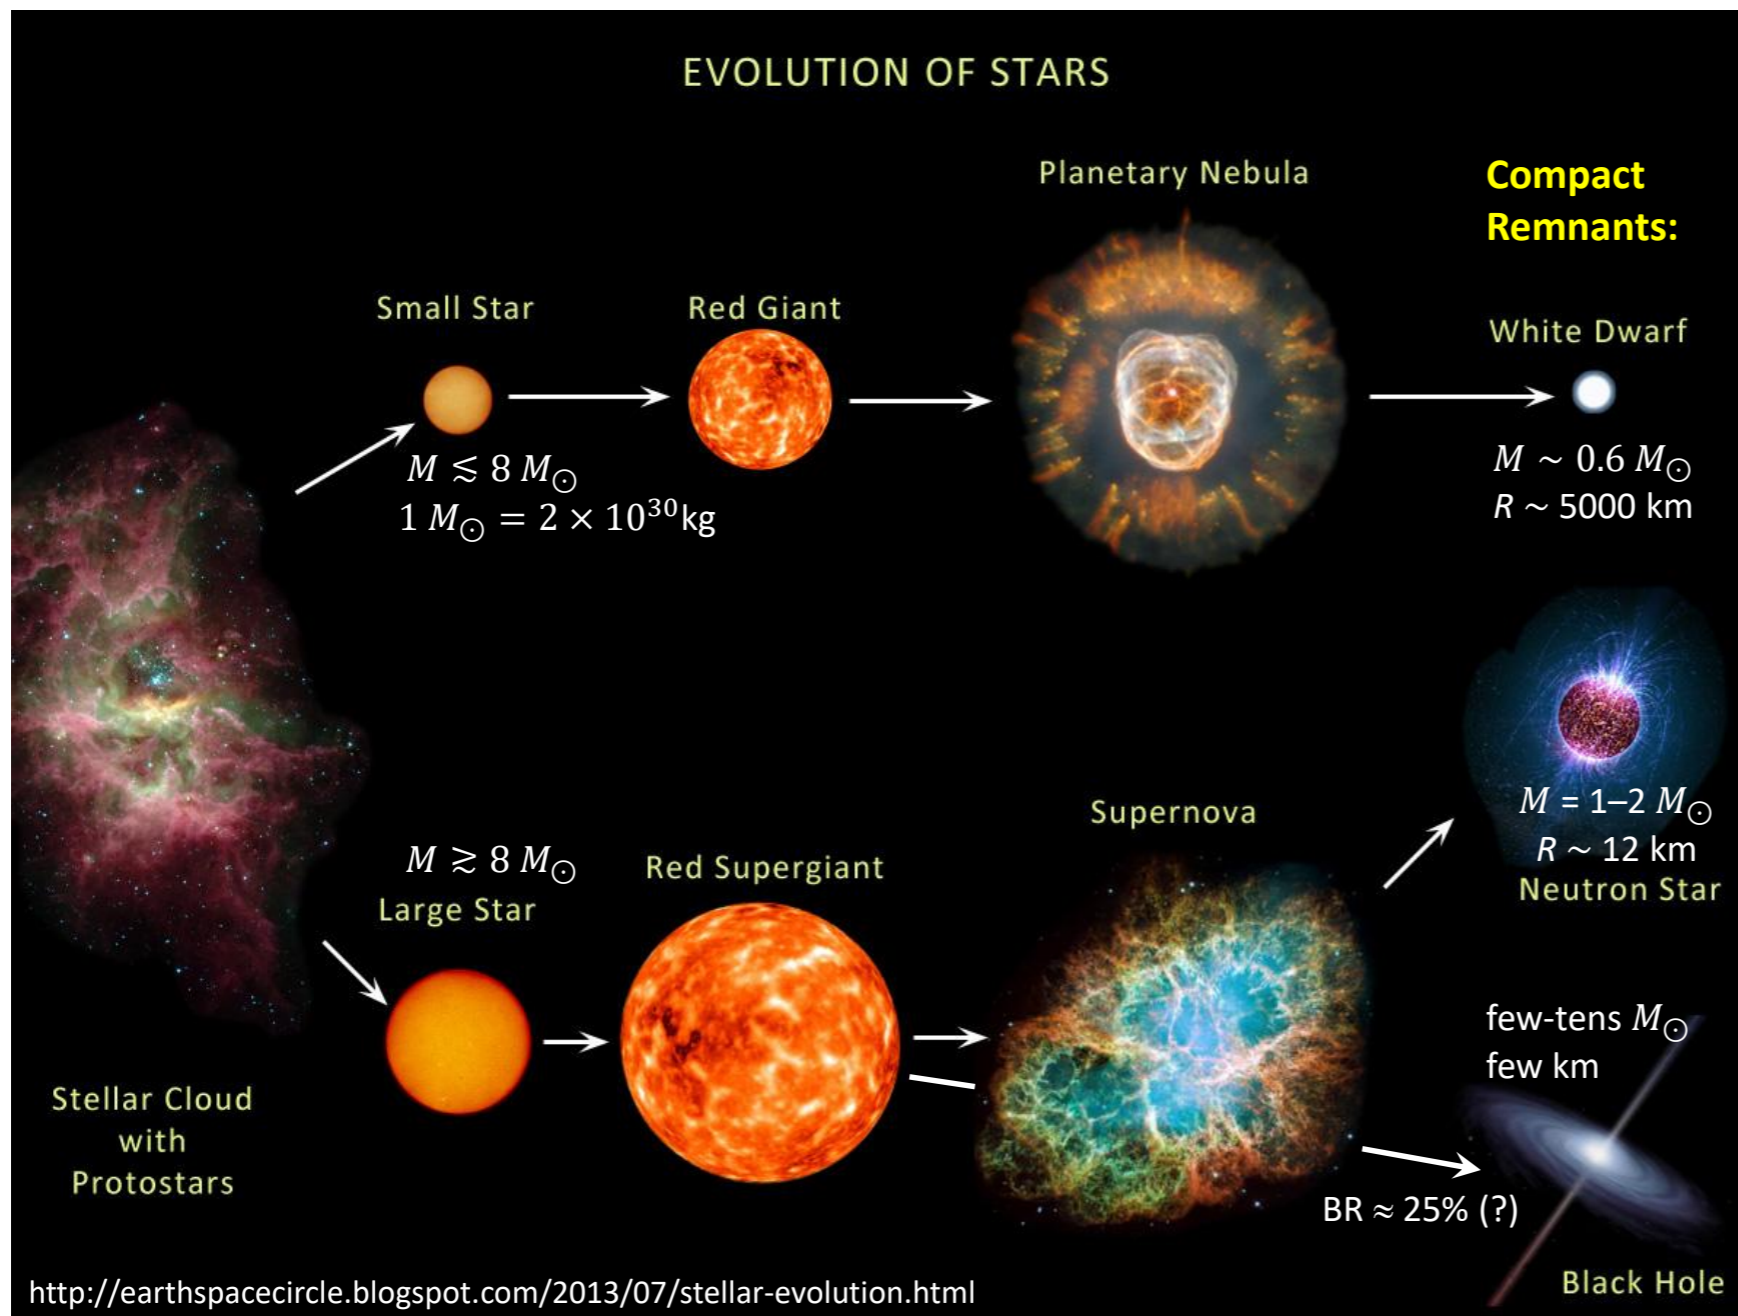 EVOLUTION OF STARS
Planetary Nebula
Compact
Remnants:
Small Star
Red Giant
White Dwarf
M ≲ 8 M⊙
1 M⊙ = 2 × 10³⁰kg
M ~ 0.6 M⊙
R ~ 5000 km
M = 1–2 M⊙
R ~ 12 km
Neutron Star
Supernova
M ≳ 8 M⊙
Large Star
Red Supergiant
few-tens M⊙
few km
Stellar Cloud
with
Protostars
BR ≈ 25% (?)
Black Hole
http://earthspacecircle.blogspot.com/2013/07/stellar-evolution.html